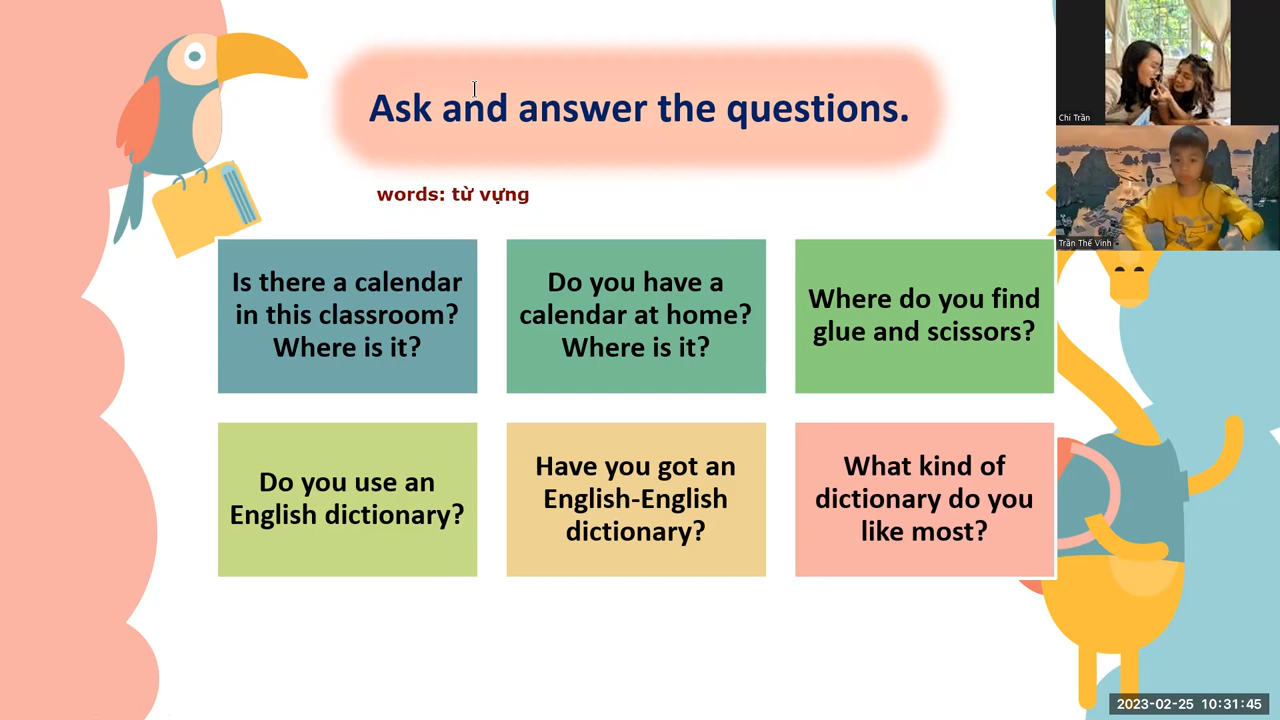 Ask and answer the questions.
words: từ vựng
Is there a calendar
in this classroom?
Where is it?
Do you have a
calendar at home?
Where is it?
Where do you find
glue and scissors?
Do you use an
English dictionary?
Have you got an
English-English
dictionary?
What kind of
dictionary do you
like most?
Chi Trần
Trần Thế Vinh
2023-02-25 10:31:45